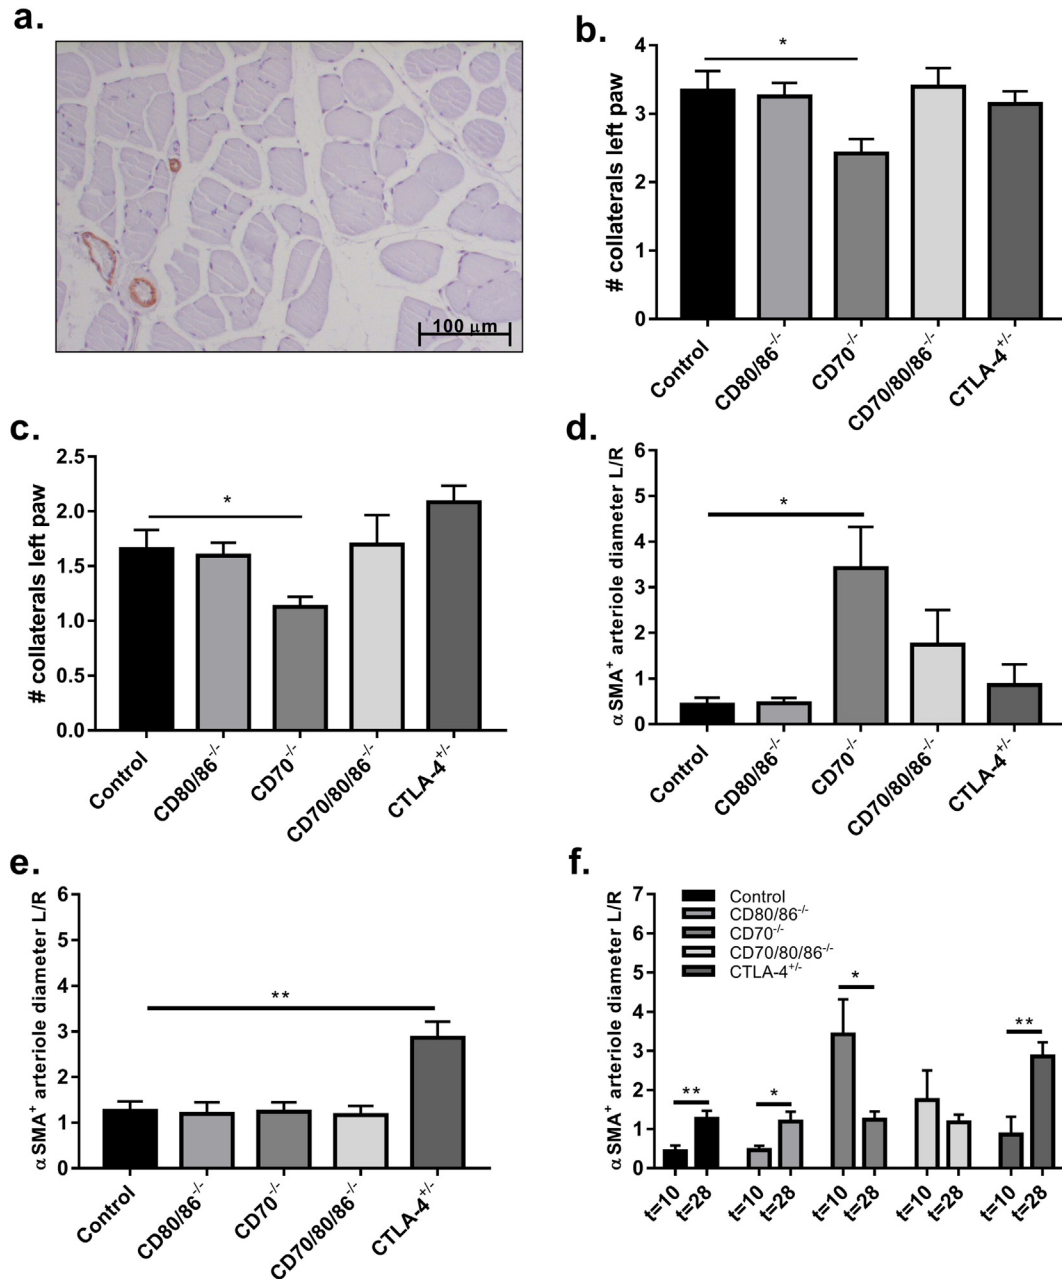 a.
100 µm
b.
# collaterals left paw
4
3
2
1
0
*
Control
CD80/86-/-
CD70-/-
CD70/80/86-/-
CTLA-4+/-
c.
# collaterals left paw
2.5
2.0
1.5
1.0
0.5
0.0
*
Control
CD80/86-/-
CD70-/-
CD70/80/86-/-
CTLA-4+/-
d.
α SMA+ arteriole diameter L/R
6
5
4
3
2
1
0
*
Control
CD80/86-/-
CD70-/-
CD70/80/86-/-
CTLA-4+/-
e.
α SMA+ arteriole diameter L/R
6
5
4
3
2
1
0
**
Control
CD80/86-/-
CD70-/-
CD70/80/86-/-
CTLA-4+/-
f.
α SMA+ arteriole diameter L/R
7
6
5
4
3
2
1
0
Control
CD80/86-/-
CD70-/-
CD70/80/86-/-
CTLA-4+/-
**
*
*
**
t=10
t=28
t=10
t=28
t=10
t=28
t=10
t=28
t=10
t=28